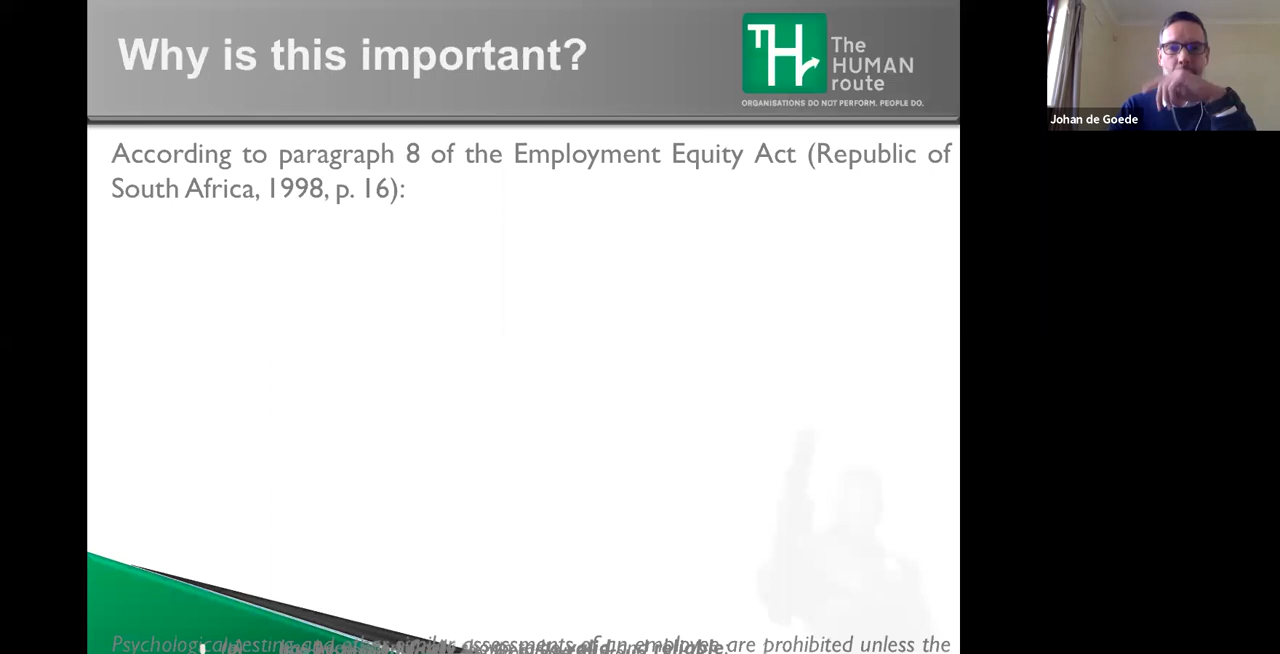 Why is this important?
TH
The
HUMAN
route
ORGANISATIONS DO NOT PERFORM. PEOPLE DO.
Johan de Goede
According to paragraph 8 of the Employment Equity Act (Republic of
South Africa, 1998, p. 16):
Psychological testing and other similar assessments of an employee are prohibited unless the
reliable;